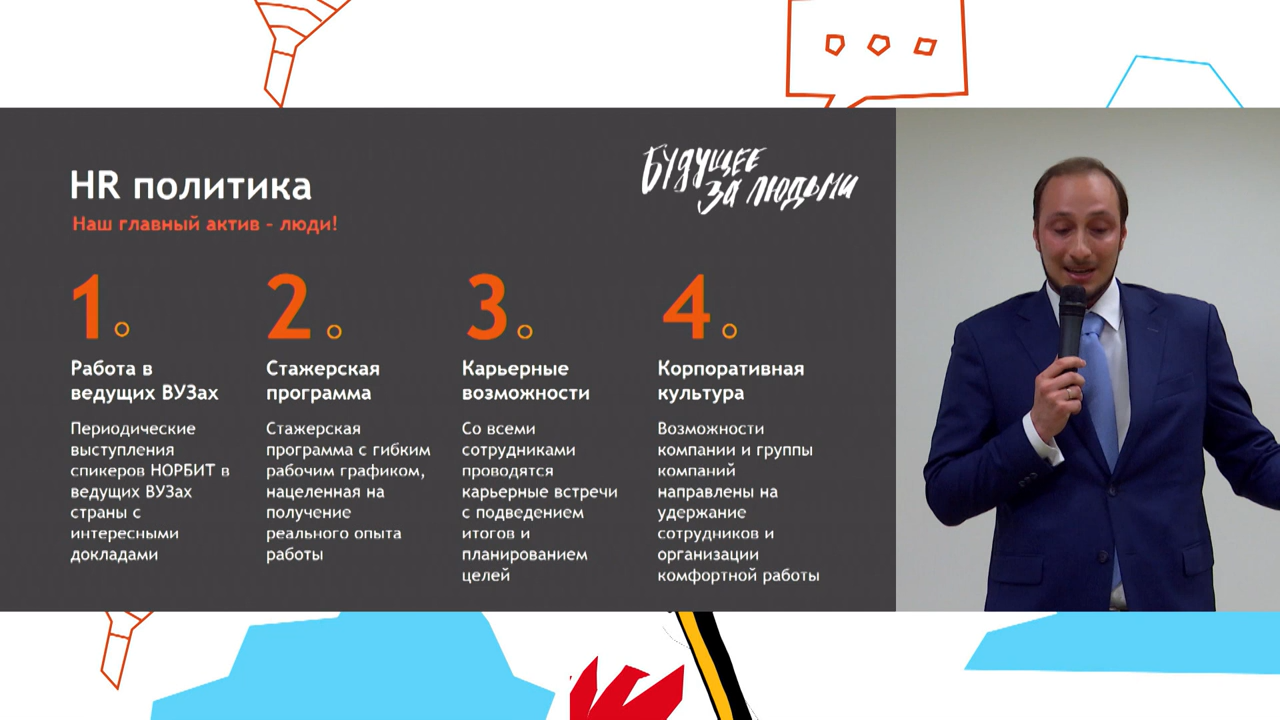 HR политика
Наш главный актив - люди!
БУДУЩЕЕ
ЗА ЛЮДЬМИ
1
Работа в
ведущих ВУЗах
Периодические
выступления
спикеров НОРБИТ в
ведущих ВУЗах
страны с
интересными
докладами
2
Стажерская
программа
Стажерская
программа с гибким
рабочим графиком,
нацеленная на
получение
реального опыта
работы
3
Карьерные
возможности
Со всеми
сотрудниками
проводятся
карьерные встречи
с подведением
итогов и
планированием
целей
4
Корпоративная
культура
Возможности
компании и группы
компаний
направлены на
удержание
сотрудников и
организации
комфортной работы